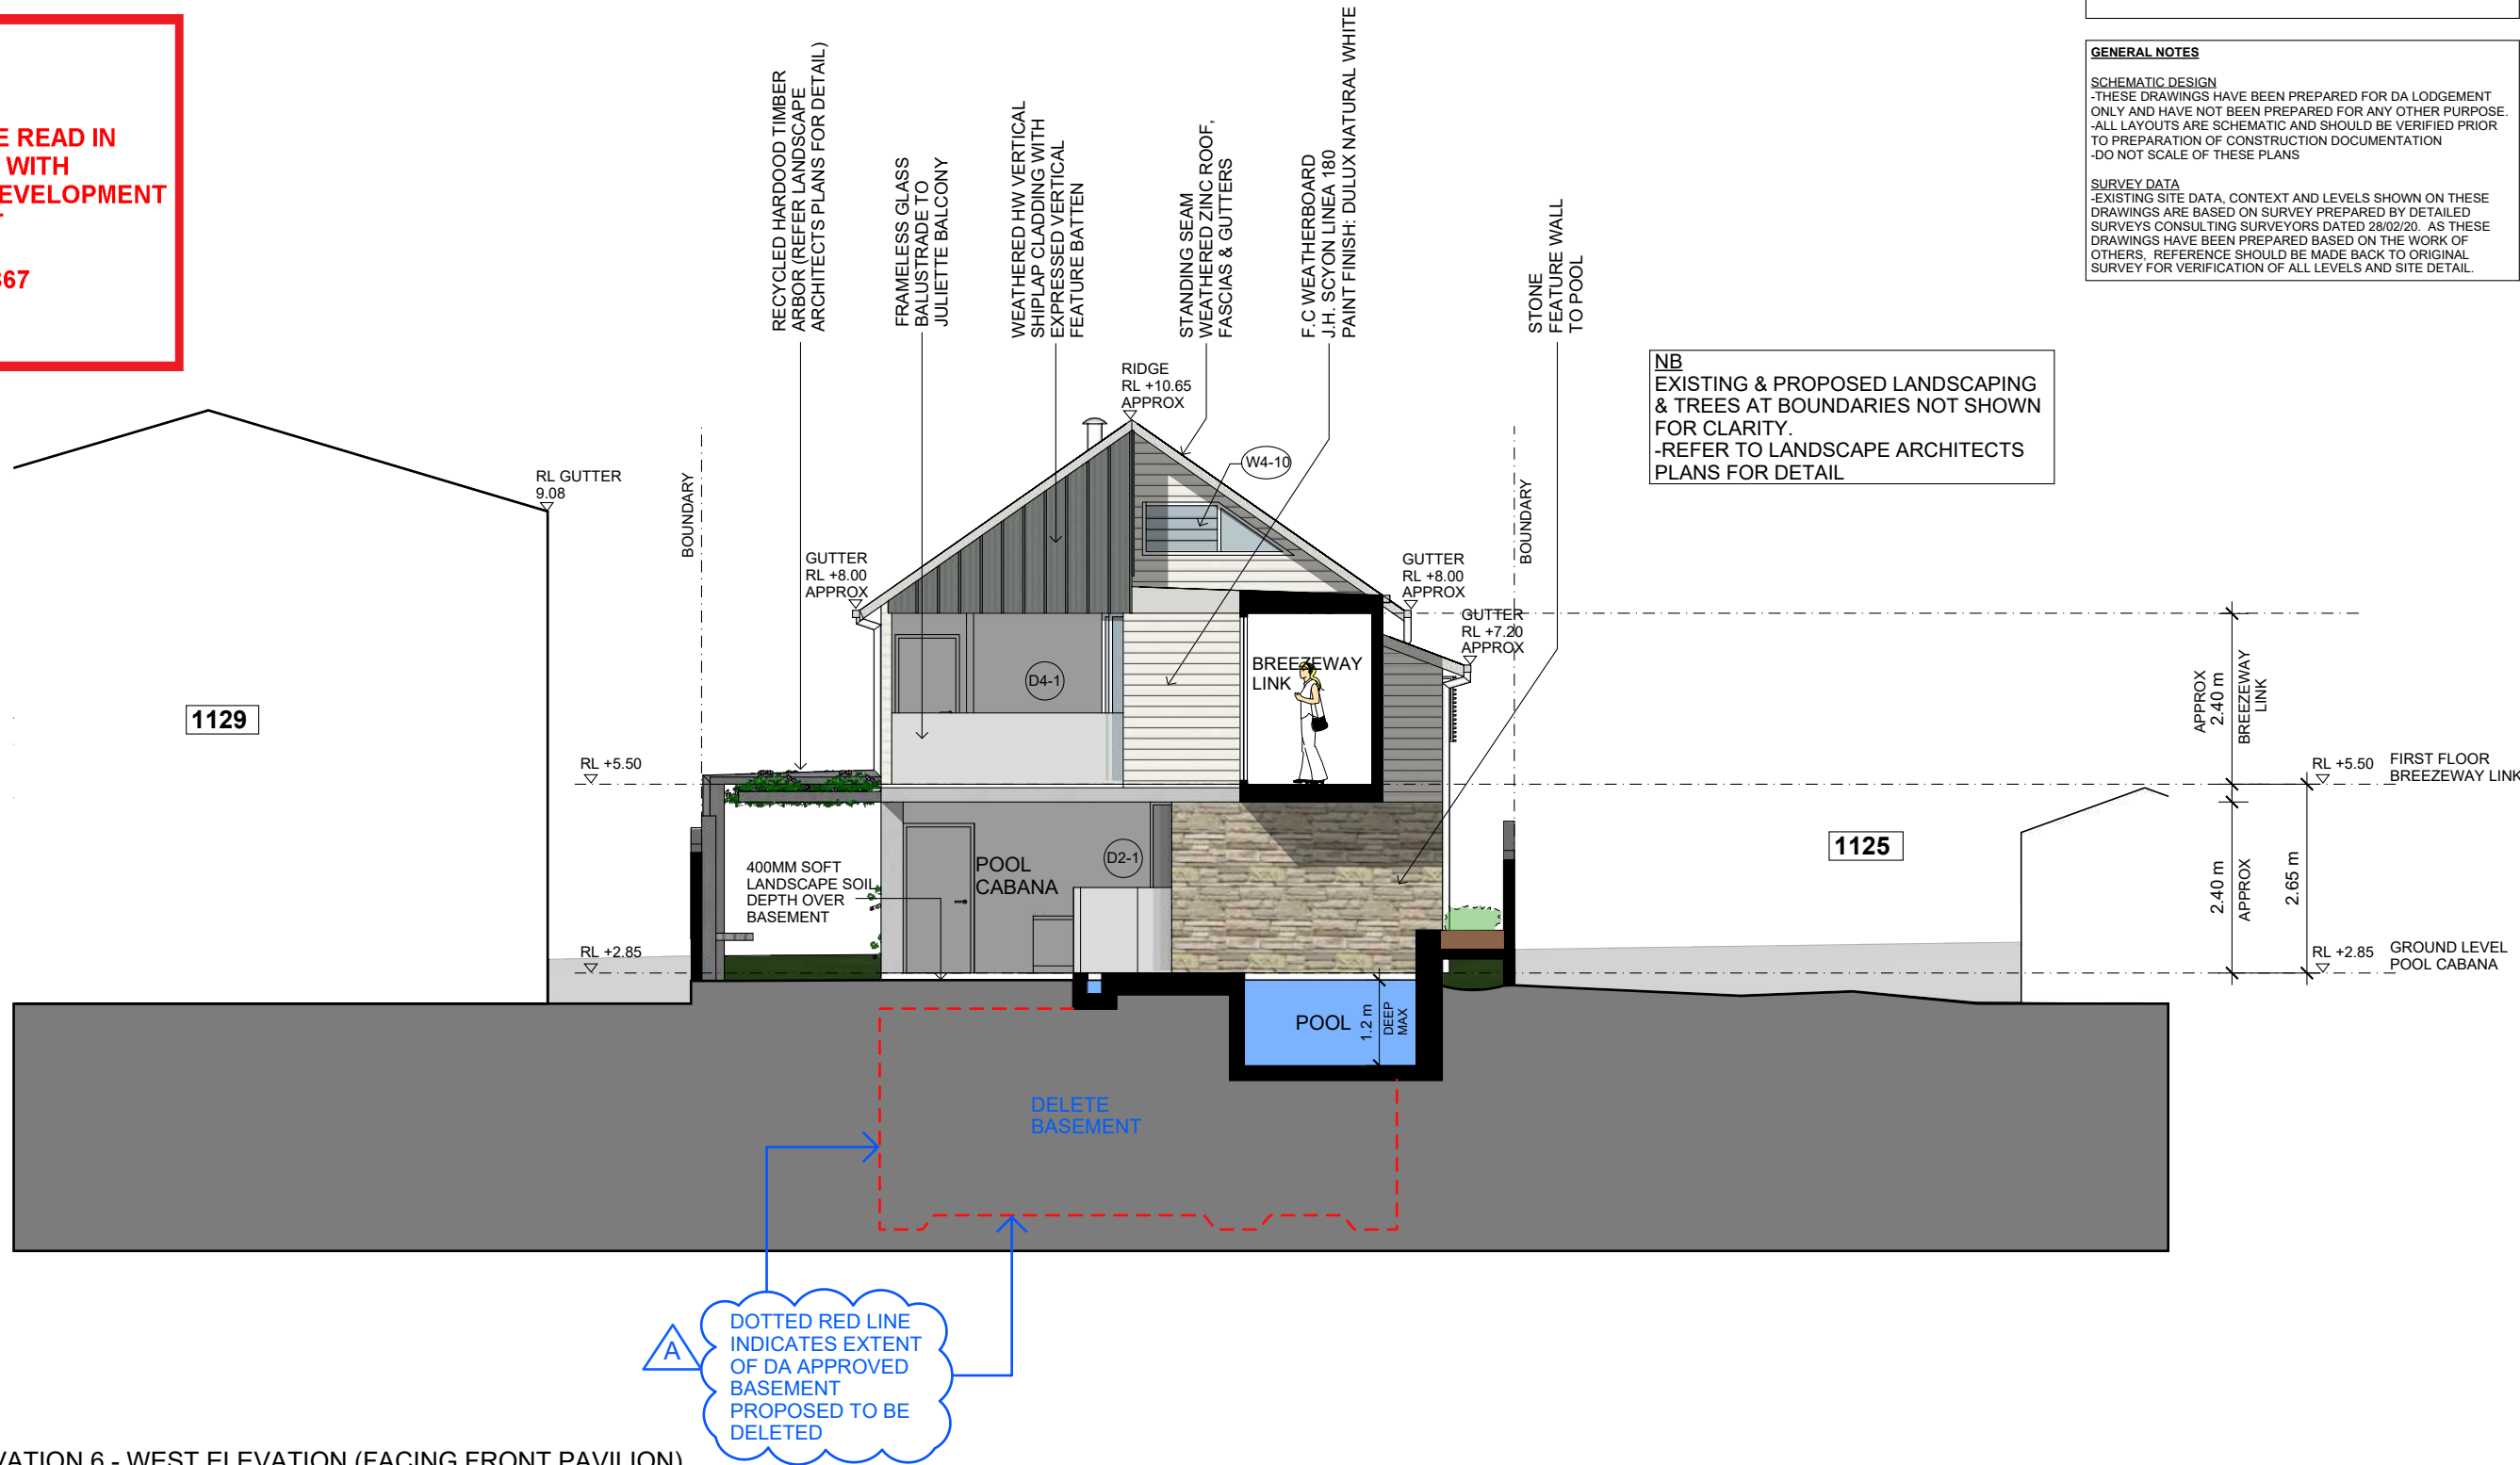 E READ IN
WITH
EVELOPMENT
367
RECYCLED HARDOOD TIMBER
ARBOR (REFER LANDSCAPE
ARCHITECTS PLANS FOR DETAIL)
FRAMELESS GLASS
BALUSTRADE TO
JULIETTE BALCONY
WEATHERED HW VERTICAL
SHIPLAP CLADDING WITH
EXPRESSED VERTICAL
FEATURE BATTEN
STANDING SEAM
WEATHERED ZINC ROOF,
FASCIAS & GUTTERS
F.C WEATHERBOARD
J.H. SCYON LINEA 180
PAINT FINISH: DULUX NATURAL WHITE
STONE
FEATURE WALL
TO POOL
GENERAL NOTES
SCHEMATIC DESIGN
-THESE DRAWINGS HAVE BEEN PREPARED FOR DA LODGEMENT
ONLY AND HAVE NOT BEEN PREPARED FOR ANY OTHER PURPOSE.
-ALL LAYOUTS ARE SCHEMATIC AND SHOULD BE VERIFIED PRIOR
TO PREPARATION OF CONSTRUCTION DOCUMENTATION
-DO NOT SCALE OF THESE PLANS
SURVEY DATA
-EXISTING SITE DATA, CONTEXT AND LEVELS SHOWN ON THESE
DRAWINGS ARE BASED ON SURVEY PREPARED BY DETAILED
SURVEYS CONSULTING SURVEYORS DATED 28/02/20. AS THESE
DRAWINGS HAVE BEEN PREPARED BASED ON THE WORK OF
OTHERS, REFERENCE SHOULD BE MADE BACK TO ORIGINAL
SURVEY FOR VERIFICATION OF ALL LEVELS AND SITE DETAIL.
NB
EXISTING & PROPOSED LANDSCAPING
& TREES AT BOUNDARIES NOT SHOWN
FOR CLARITY.
-REFER TO LANDSCAPE ARCHITECTS
PLANS FOR DETAIL
RIDGE
RL +10.65
APPROX
W4-10
RL GUTTER
9.08
BOUNDARY
BOUNDARY
GUTTER
RL +8.00
APPROX
GUTTER
RL +8.00
APPROX
GUTTER
RL +7.20
APPROX
BREEZEWAY
LINK
D4-1
1129
APPROX
2.40 m
BREEZEWAY
LINK
RL +5.50
RL +5.50
FIRST FLOOR
BREEZEWAY LINK
1125
400MM SOFT
LANDSCAPE SOIL
DEPTH OVER
BASEMENT
POOL
CABANA
D2-1
2.40 m
APPROX
2.65 m
RL +2.85
RL +2.85
GROUND LEVEL
POOL CABANA
POOL
1.2 m
DEEP
MAX
DELETE
BASEMENT
A
DOTTED RED LINE
INDICATES EXTENT
OF DA APPROVED
BASEMENT
PROPOSED TO BE
DELETED
VATION 6 - WEST ELEVATION (FACING FRONT PAVILION)